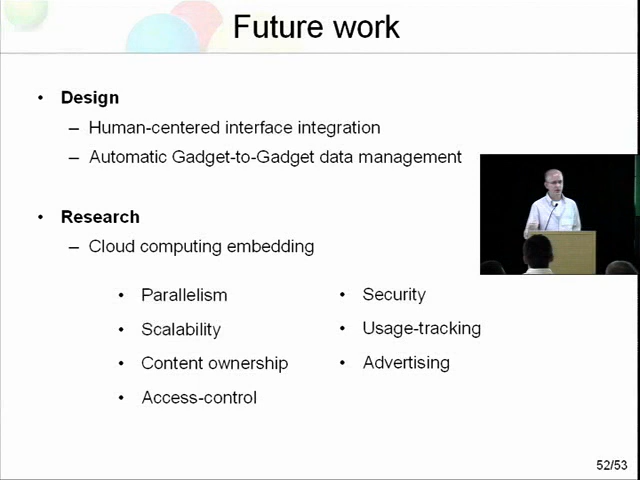 Future work
• Design
– Human-centered interface integration
– Automatic Gadget-to-Gadget data management
• Research
– Cloud computing embedding
• Parallelism
• Scalability
• Content ownership
• Access-control
• Security
• Usage-tracking
• Advertising
52/53